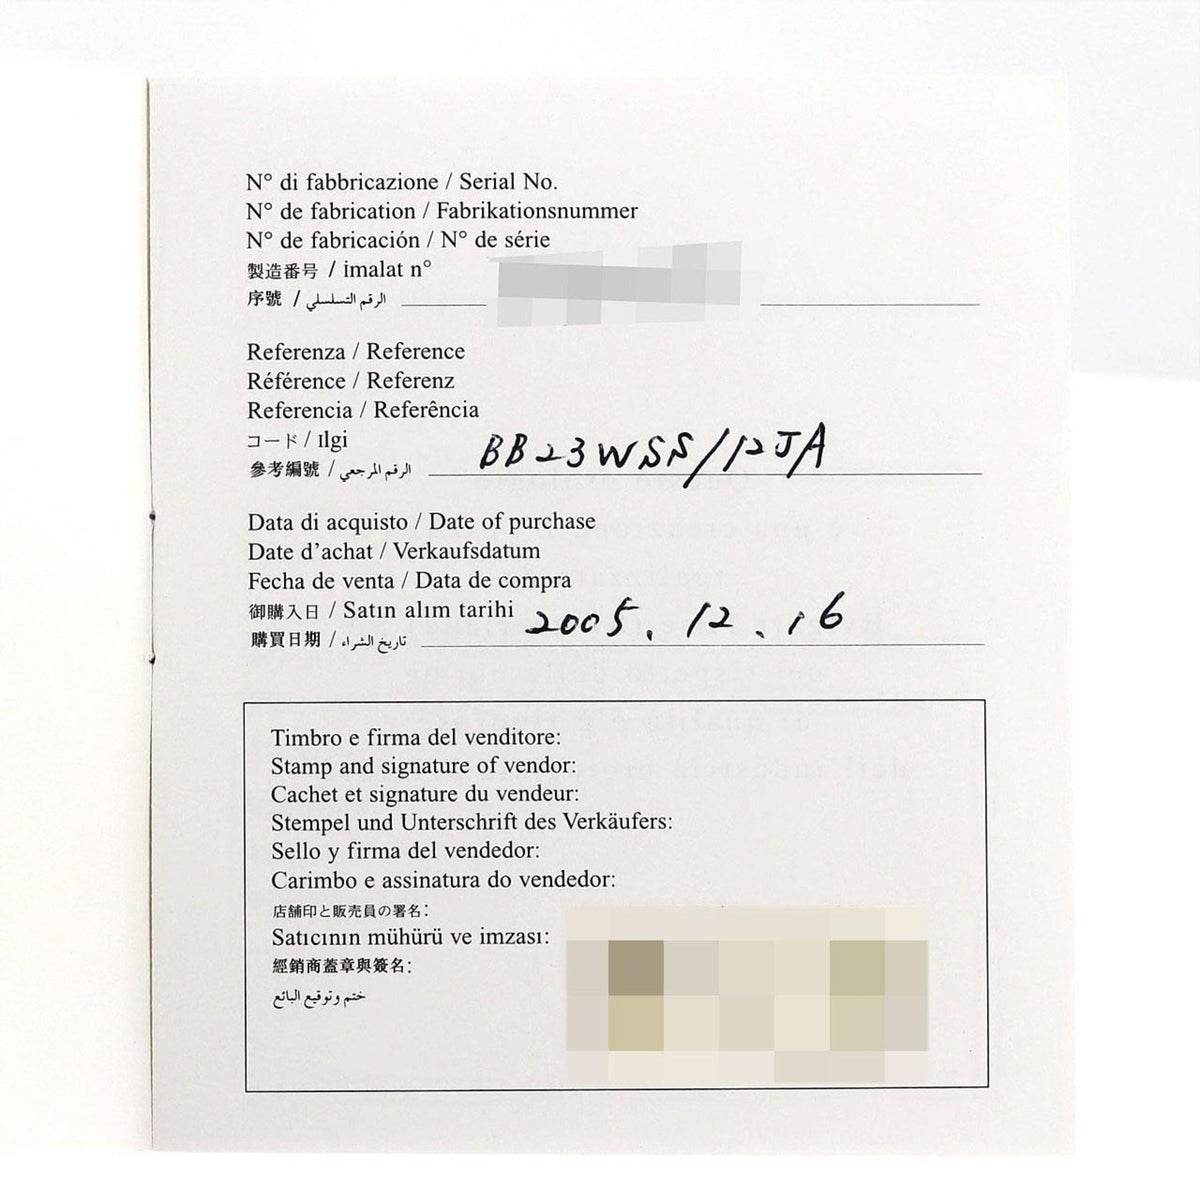 N° di fabbricazione / Serial No.
N° de fabrication / Fabrikationsnummer
N° de fabricación / N° de série
製造番号 / imalat n°
序號 / الرقم التسلسلي
Referenza / Reference
Référence / Referenz
Referencia / Referência
コード / ılgi
參考編號 / الرقم المرجعي
BB23WSS/12JA
Data di acquisto / Date of purchase
Date d’achat / Verkaufsdatum
Fecha de venta / Data de compra
御購入日 / Satın alım tarihi
購買日期 / تاريخ الشراء
2005.12.16
Timbro e firma del venditore:
Stamp and signature of vendor:
Cachet et signature du vendeur:
Stempel und Unterschrift des Verkäufers:
Sello y firma del vendedor:
Carimbo e assinatura do vendedor:
店舗印と販売員の署名:
Satıcının mühürü ve imzası:
經銷商蓋章與簽名:
ختم وتوقيع البائع